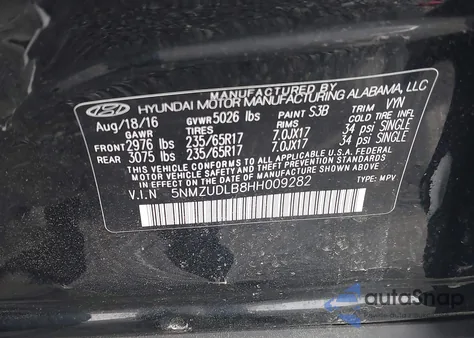 MANUFACTURED BY
HYUNDAI MOTOR MANUFACTURING ALABAMA, LLC
Aug/18/16 GVWR 5026 lbs PAINT S3B TRIM VYN
GAWR TIRES RIMS COLD TIRE INFL
FRONT 2976 lbs 235/65R17 7.0JX17 34 psi SINGLE
REAR 3075 lbs 235/65R17 7.0JX17 34 psi SINGLE
THIS VEHICLE CONFORMS TO ALL APPLICABLE
U.S. FEDERAL MOTOR VEHICLE SAFETY AND
THEFT PREVENTION STANDARDS IN EFFECT ON
THE DATE OF MANUFACTURE SHOWN ABOVE.
V.I.N 5NMZUDLB8HH009282 TYPE: MPV
autoSnap